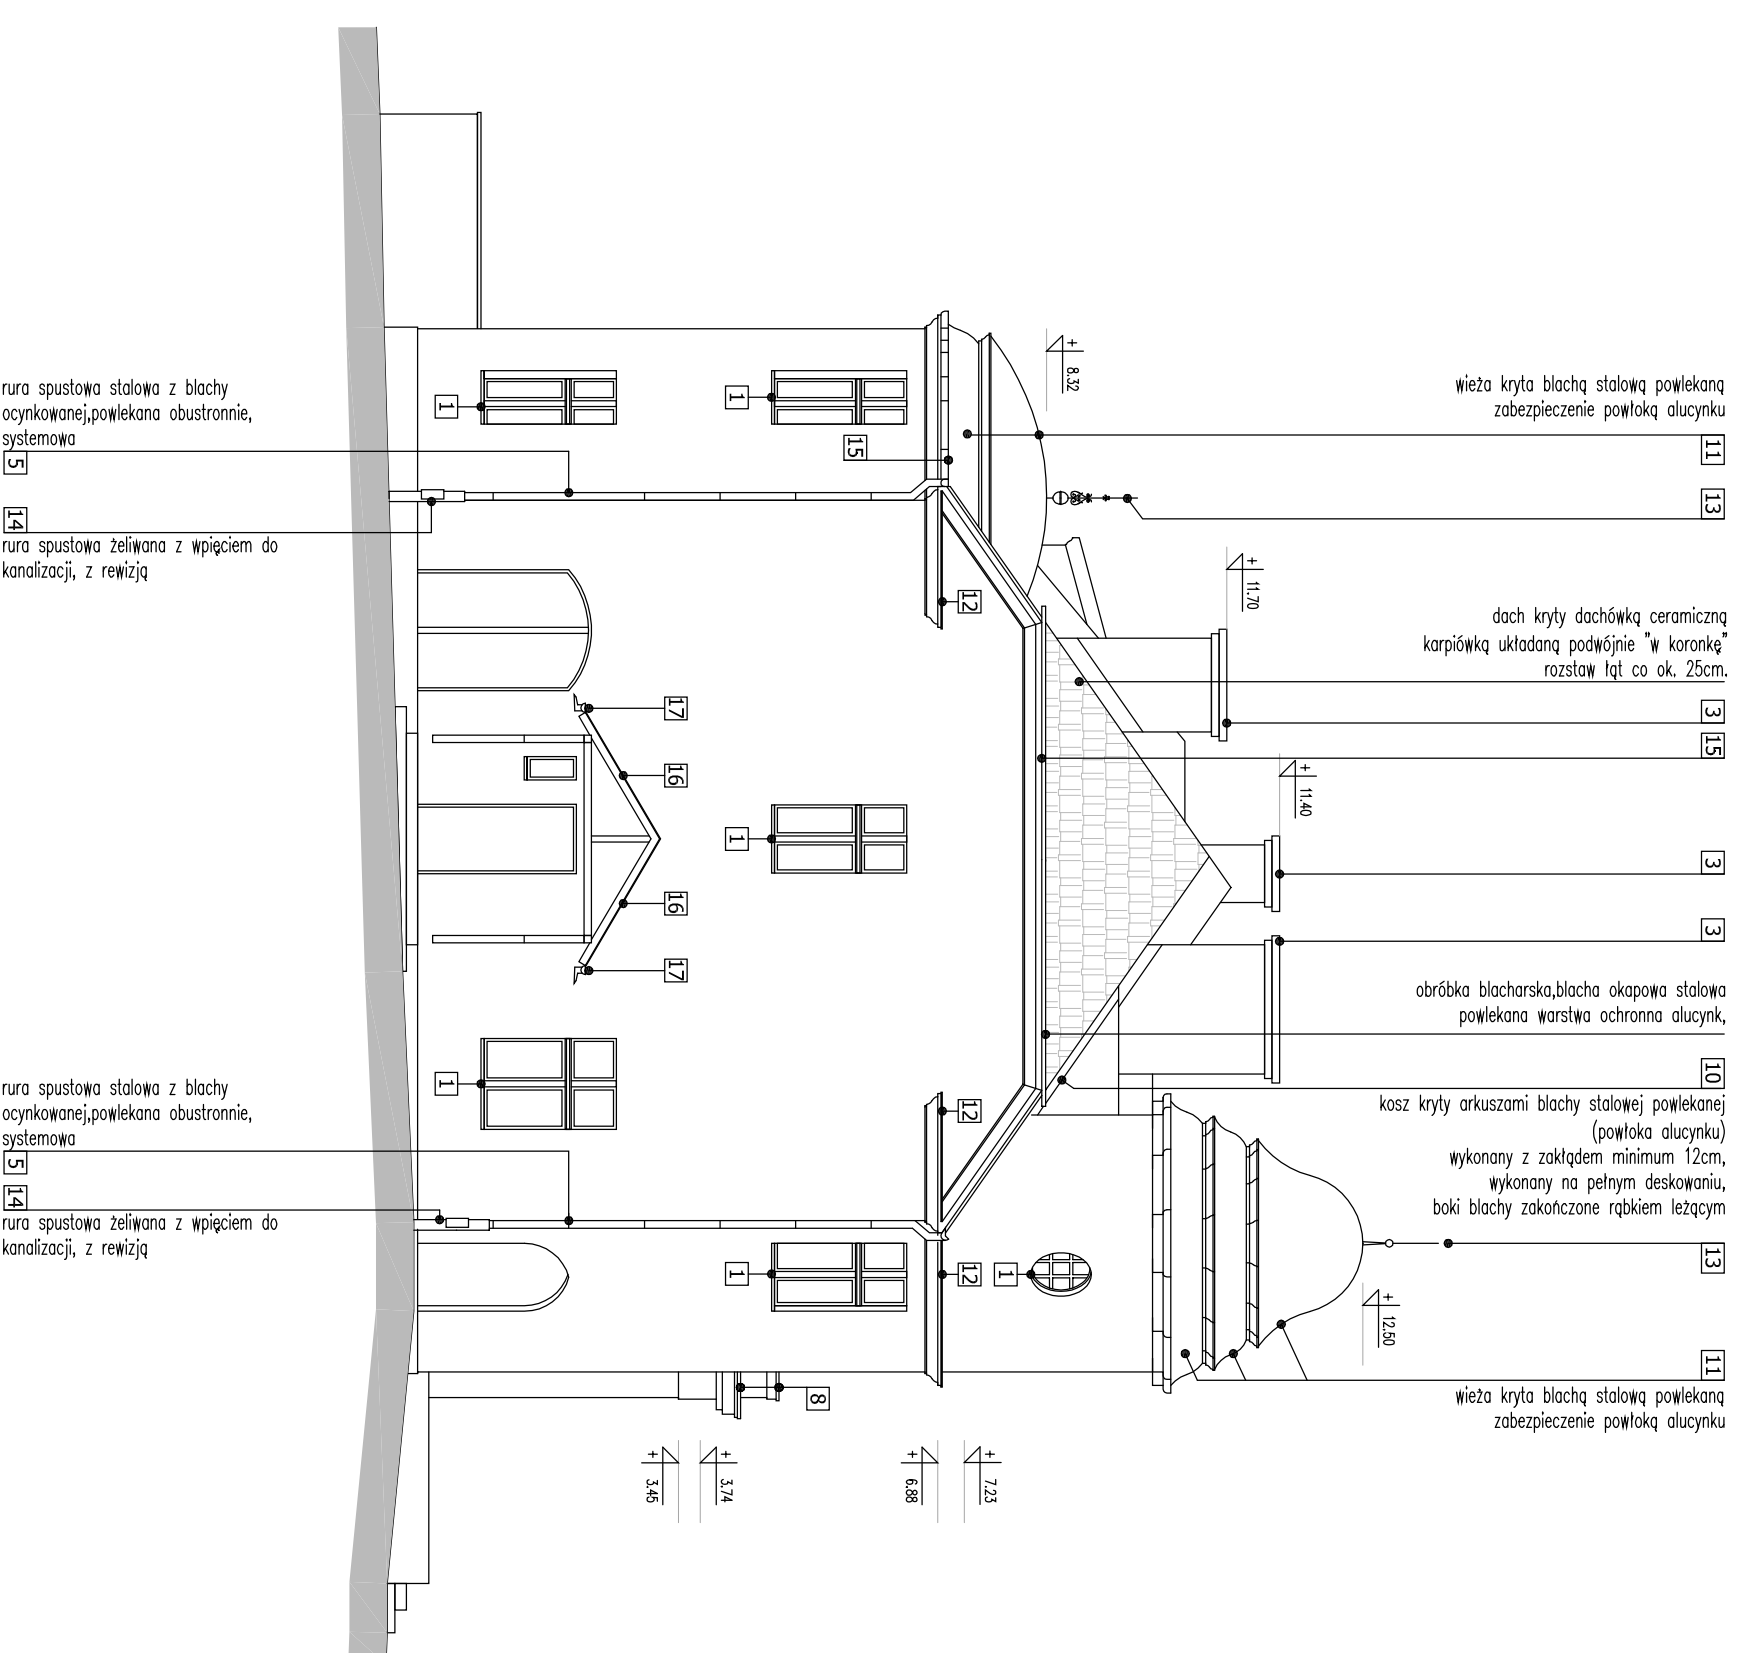 wieża kryta blachą stalową powlekaną
zabezpieczenie powłoką alucynku
11
13
dach kryty dachówką ceramiczną
karpiówką układaną podwójnie "w koronkę"
rozstaw łąt co ok. 25cm.
3
15
3
3
obróbka blacharska,blacha okapowa stalowa
powlekana warstwa ochronna alucynk,
10
kosz kryty arkuszami blachy stalowej powlekanej
(powłoka alucynku)
wykonany z zakłądem minimum 12cm,
wykonany na pełnym deskowaniu,
boki blachy zakończone rąbkiem leżącym
13
11
wieża kryta blachą stalową powlekaną
zabezpieczenie powłoką alucynku
+ 8.32
+ 11.70
+ 11.40
+ 12.50
15
12
12
12
1
1
1
1
1
1
1
17
16
16
17
8
+ 7.23
+ 6.88
+ 3.74
+ 3.45
rura spustowa stalowa z blachy
ocynkowanej,powlekana obustronnie,
systemowa
5
14
rura spustowa żeliwana z wpięciem do
kanalizacji, z rewizją
rura spustowa stalowa z blachy
ocynkowanej,powlekana obustronnie,
systemowa
5
14
rura spustowa żeliwana z wpięciem do
kanalizacji, z rewizją